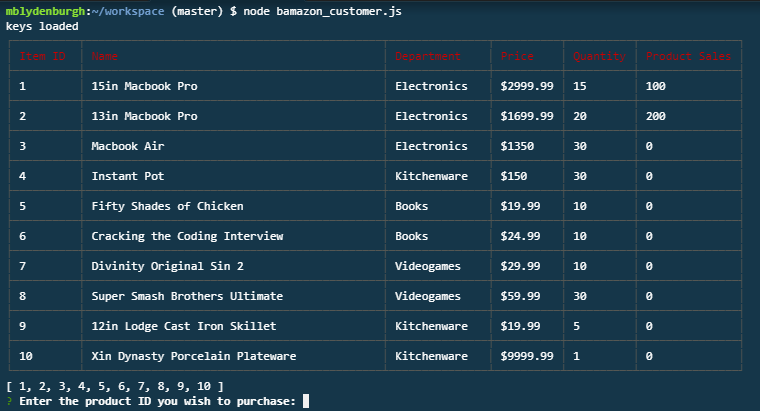 mblydenburgh:~/workspace (master) $ node bamazon_customer.js
keys loaded
Item ID Name Department Price Quantity Product Sales
1 15in Macbook Pro Electronics $2999.99 15 100
2 13in Macbook Pro Electronics $1699.99 20 200
3 Macbook Air Electronics $1350 30 0
4 Instant Pot Kitchenware $150 30 0
5 Fifty Shades of Chicken Books $19.99 10 0
6 Cracking the Coding Interview Books $24.99 10 0
7 Divinity Original Sin 2 Videogames $29.99 10 0
8 Super Smash Brothers Ultimate Videogames $59.99 30 0
9 12in Lodge Cast Iron Skillet Kitchenware $19.99 5 0
10 Xin Dynasty Porcelain Plateware Kitchenware $9999.99 1 0
[ 1, 2, 3, 4, 5, 6, 7, 8, 9, 10 ]
? Enter the product ID you wish to purchase: